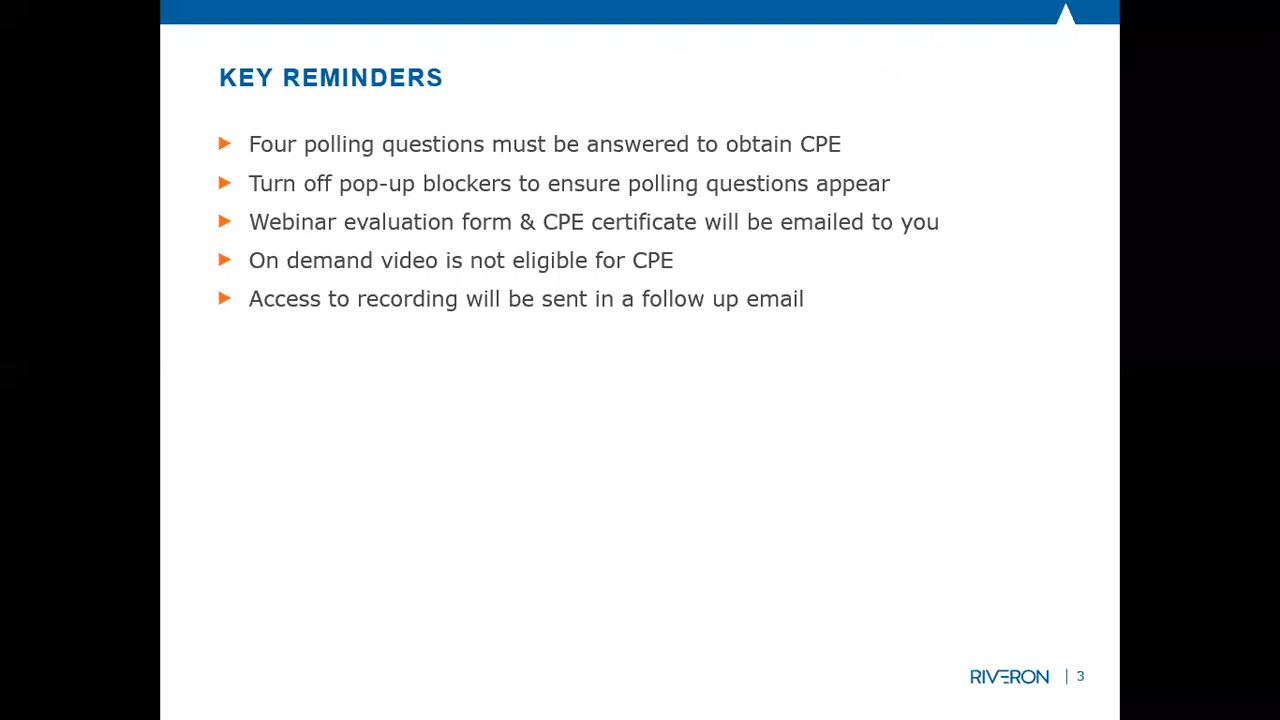 KEY REMINDERS
Four polling questions must be answered to obtain CPE
Turn off pop-up blockers to ensure polling questions appear
Webinar evaluation form & CPE certificate will be emailed to you
On demand video is not eligible for CPE
Access to recording will be sent in a follow up email
RIVERON | 3